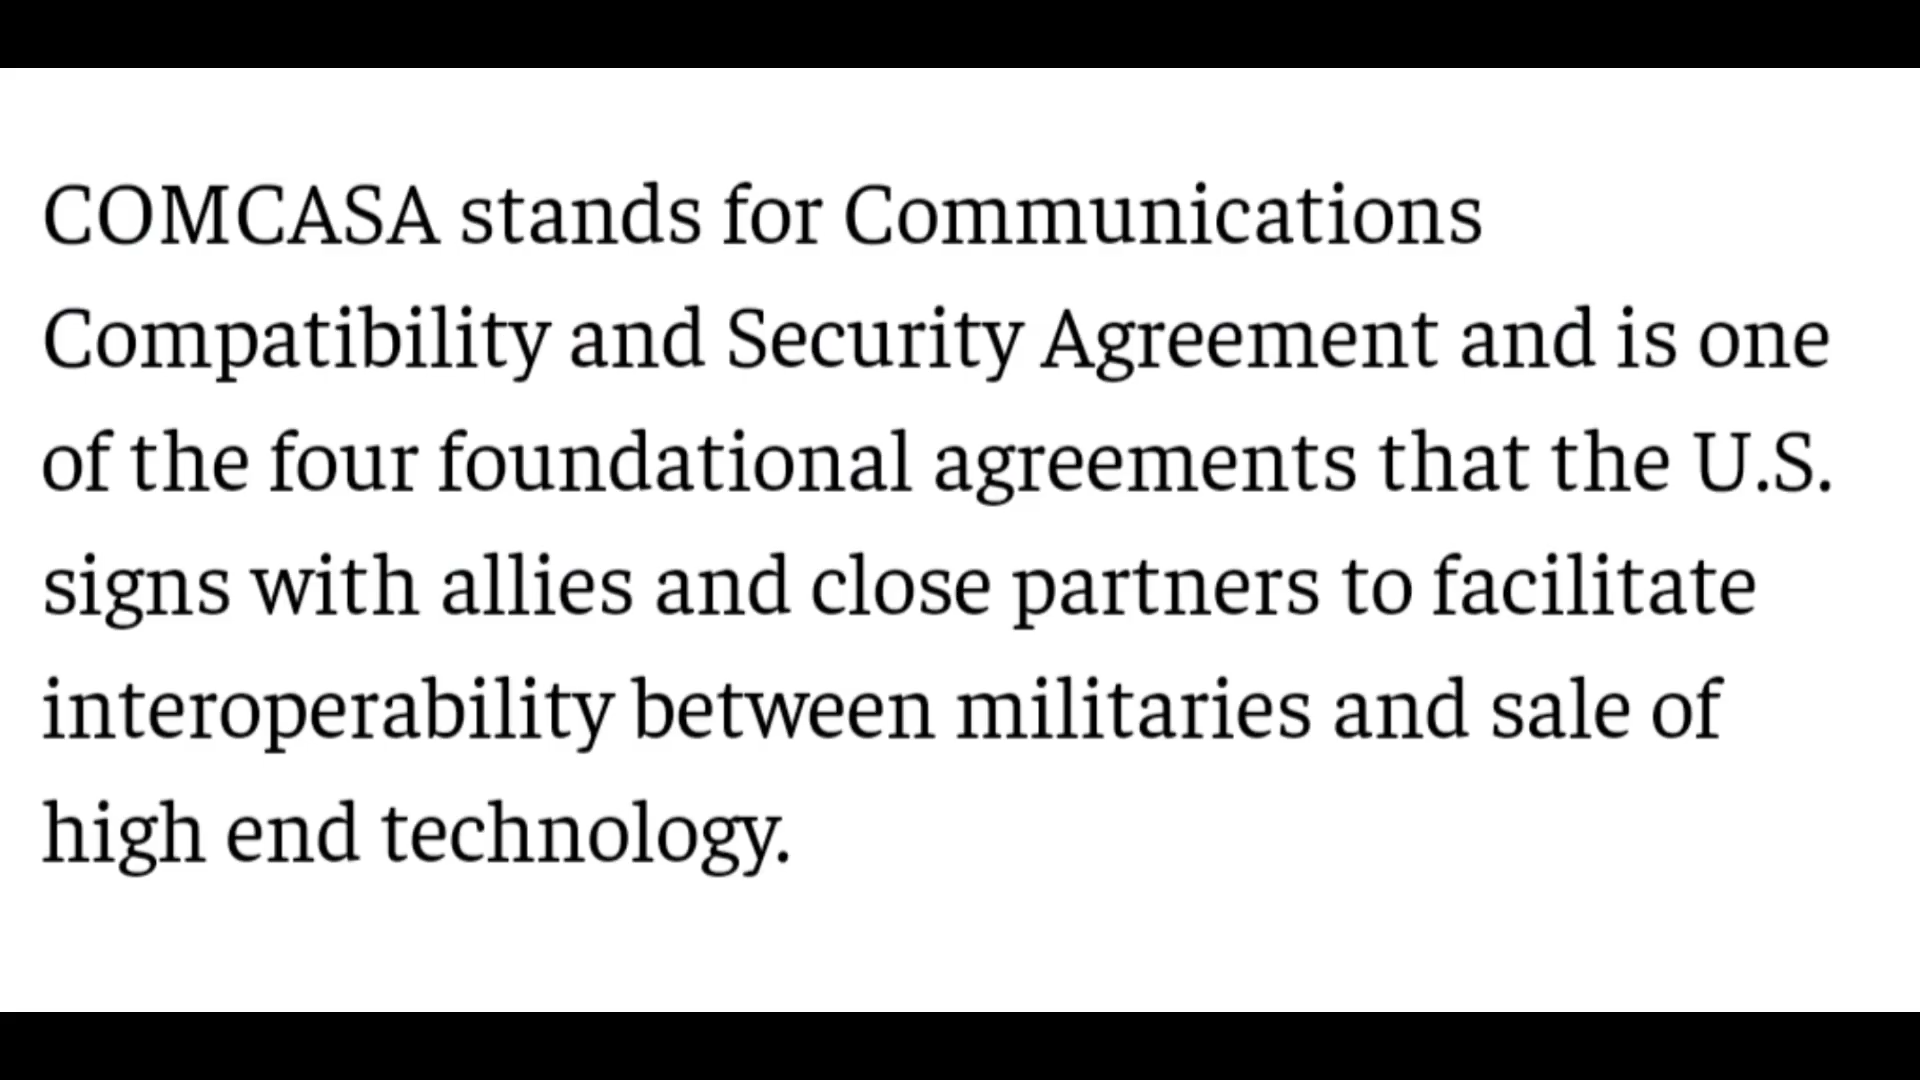 COMCASA stands for Communications
Compatibility and Security Agreement and is one
of the four foundational agreements that the U.S.
signs with allies and close partners to facilitate
interoperability between militaries and sale of
high end technology.